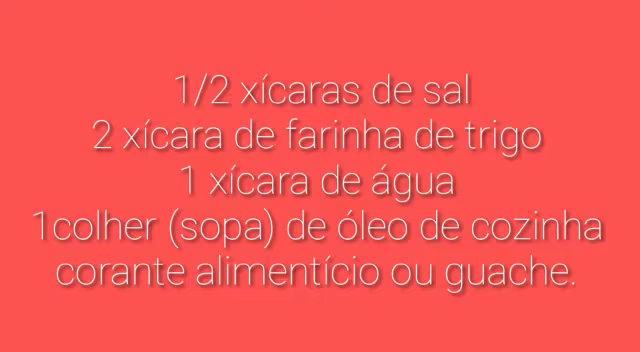 1/2 xícaras de sal
2 xícara de farinha de trigo
1 xícara de água
1colher (sopa) de óleo de cozinha
corante alimentício ou guache.